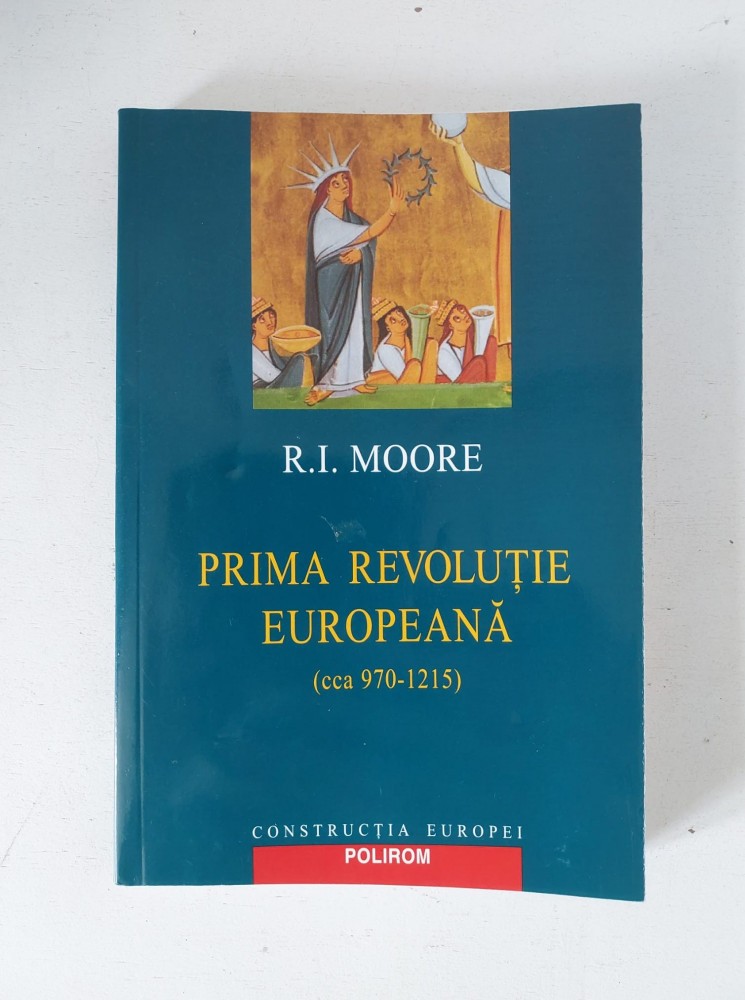 R.I. MOORE
PRIMA REVOLUȚIE
EUROPEANĂ
(cca 970-1215)
CONSTRUCȚIA EUROPEI
POLIROM